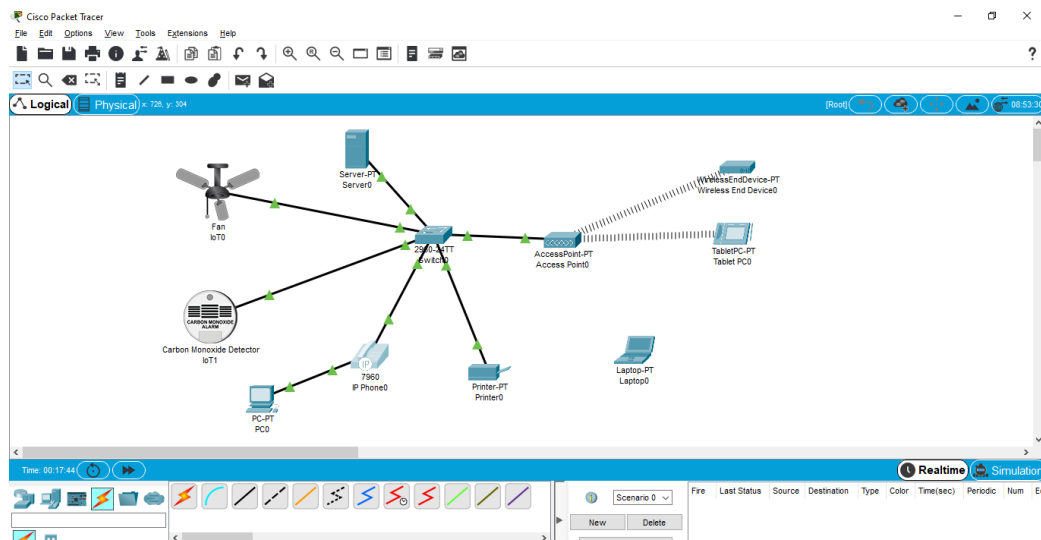 Cisco Packet Tracer
File Edit Options View Tools Extensions Help
?
Logical Physical x: 726, y: 304 [Root] 08:53:30
Server-PT
Server0
WirelessEndDevice-PT
Wireless End Device0
Fan
IoT0
2960-24TT
Switch0
AccessPoint-PT
Access Point0
TabletPC-PT
Tablet PC0
CARBON MONOXIDE
ALARM
Carbon Monoxide Detector
IoT1
IP
7960
IP Phone0
Printer-PT
Printer0
Laptop-PT
Laptop0
PC-PT
PC0
Time: 00:17:44 Realtime Simulation
Scenario 0
Fire Last Status Source Destination Type Color Time(sec) Periodic Num
New Delete